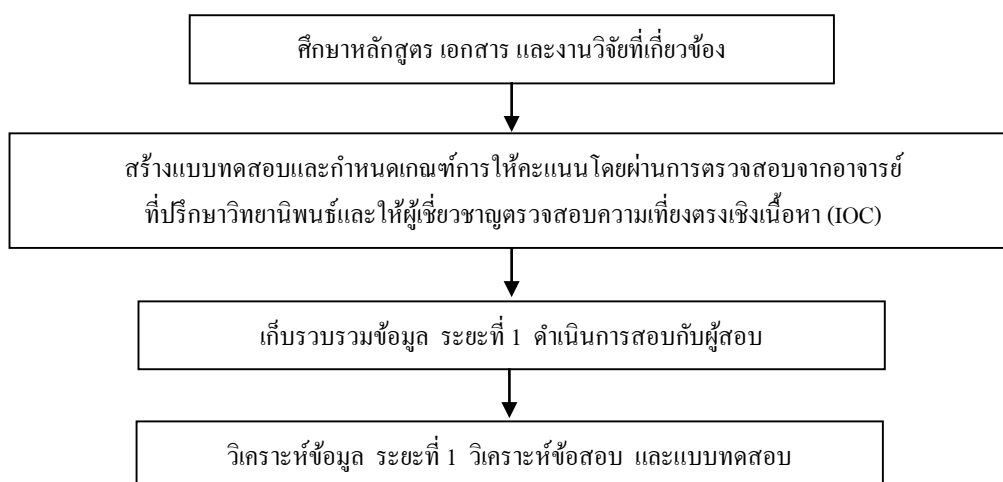 ศึกษาหลักสูตร เอกสาร และงานวิจัยที่เกี่ยวข้อง
สร้างแบบทดสอบและกำหนดเกณฑ์การให้คะแนนโดยผ่านการตรวจสอบจากอาจารย์
ที่ปรึกษาวิทยานิพนธ์และให้ผู้เชี่ยวชาญตรวจสอบความเที่ยงตรงเชิงเนื้อหา (IOC)
เก็บรวบรวมข้อมูล ระยะที่ 1 ดำเนินการสอบกับผู้สอบ
วิเคราะห์ข้อมูล ระยะที่ 1 วิเคราะห์ข้อสอบ และแบบทดสอบ